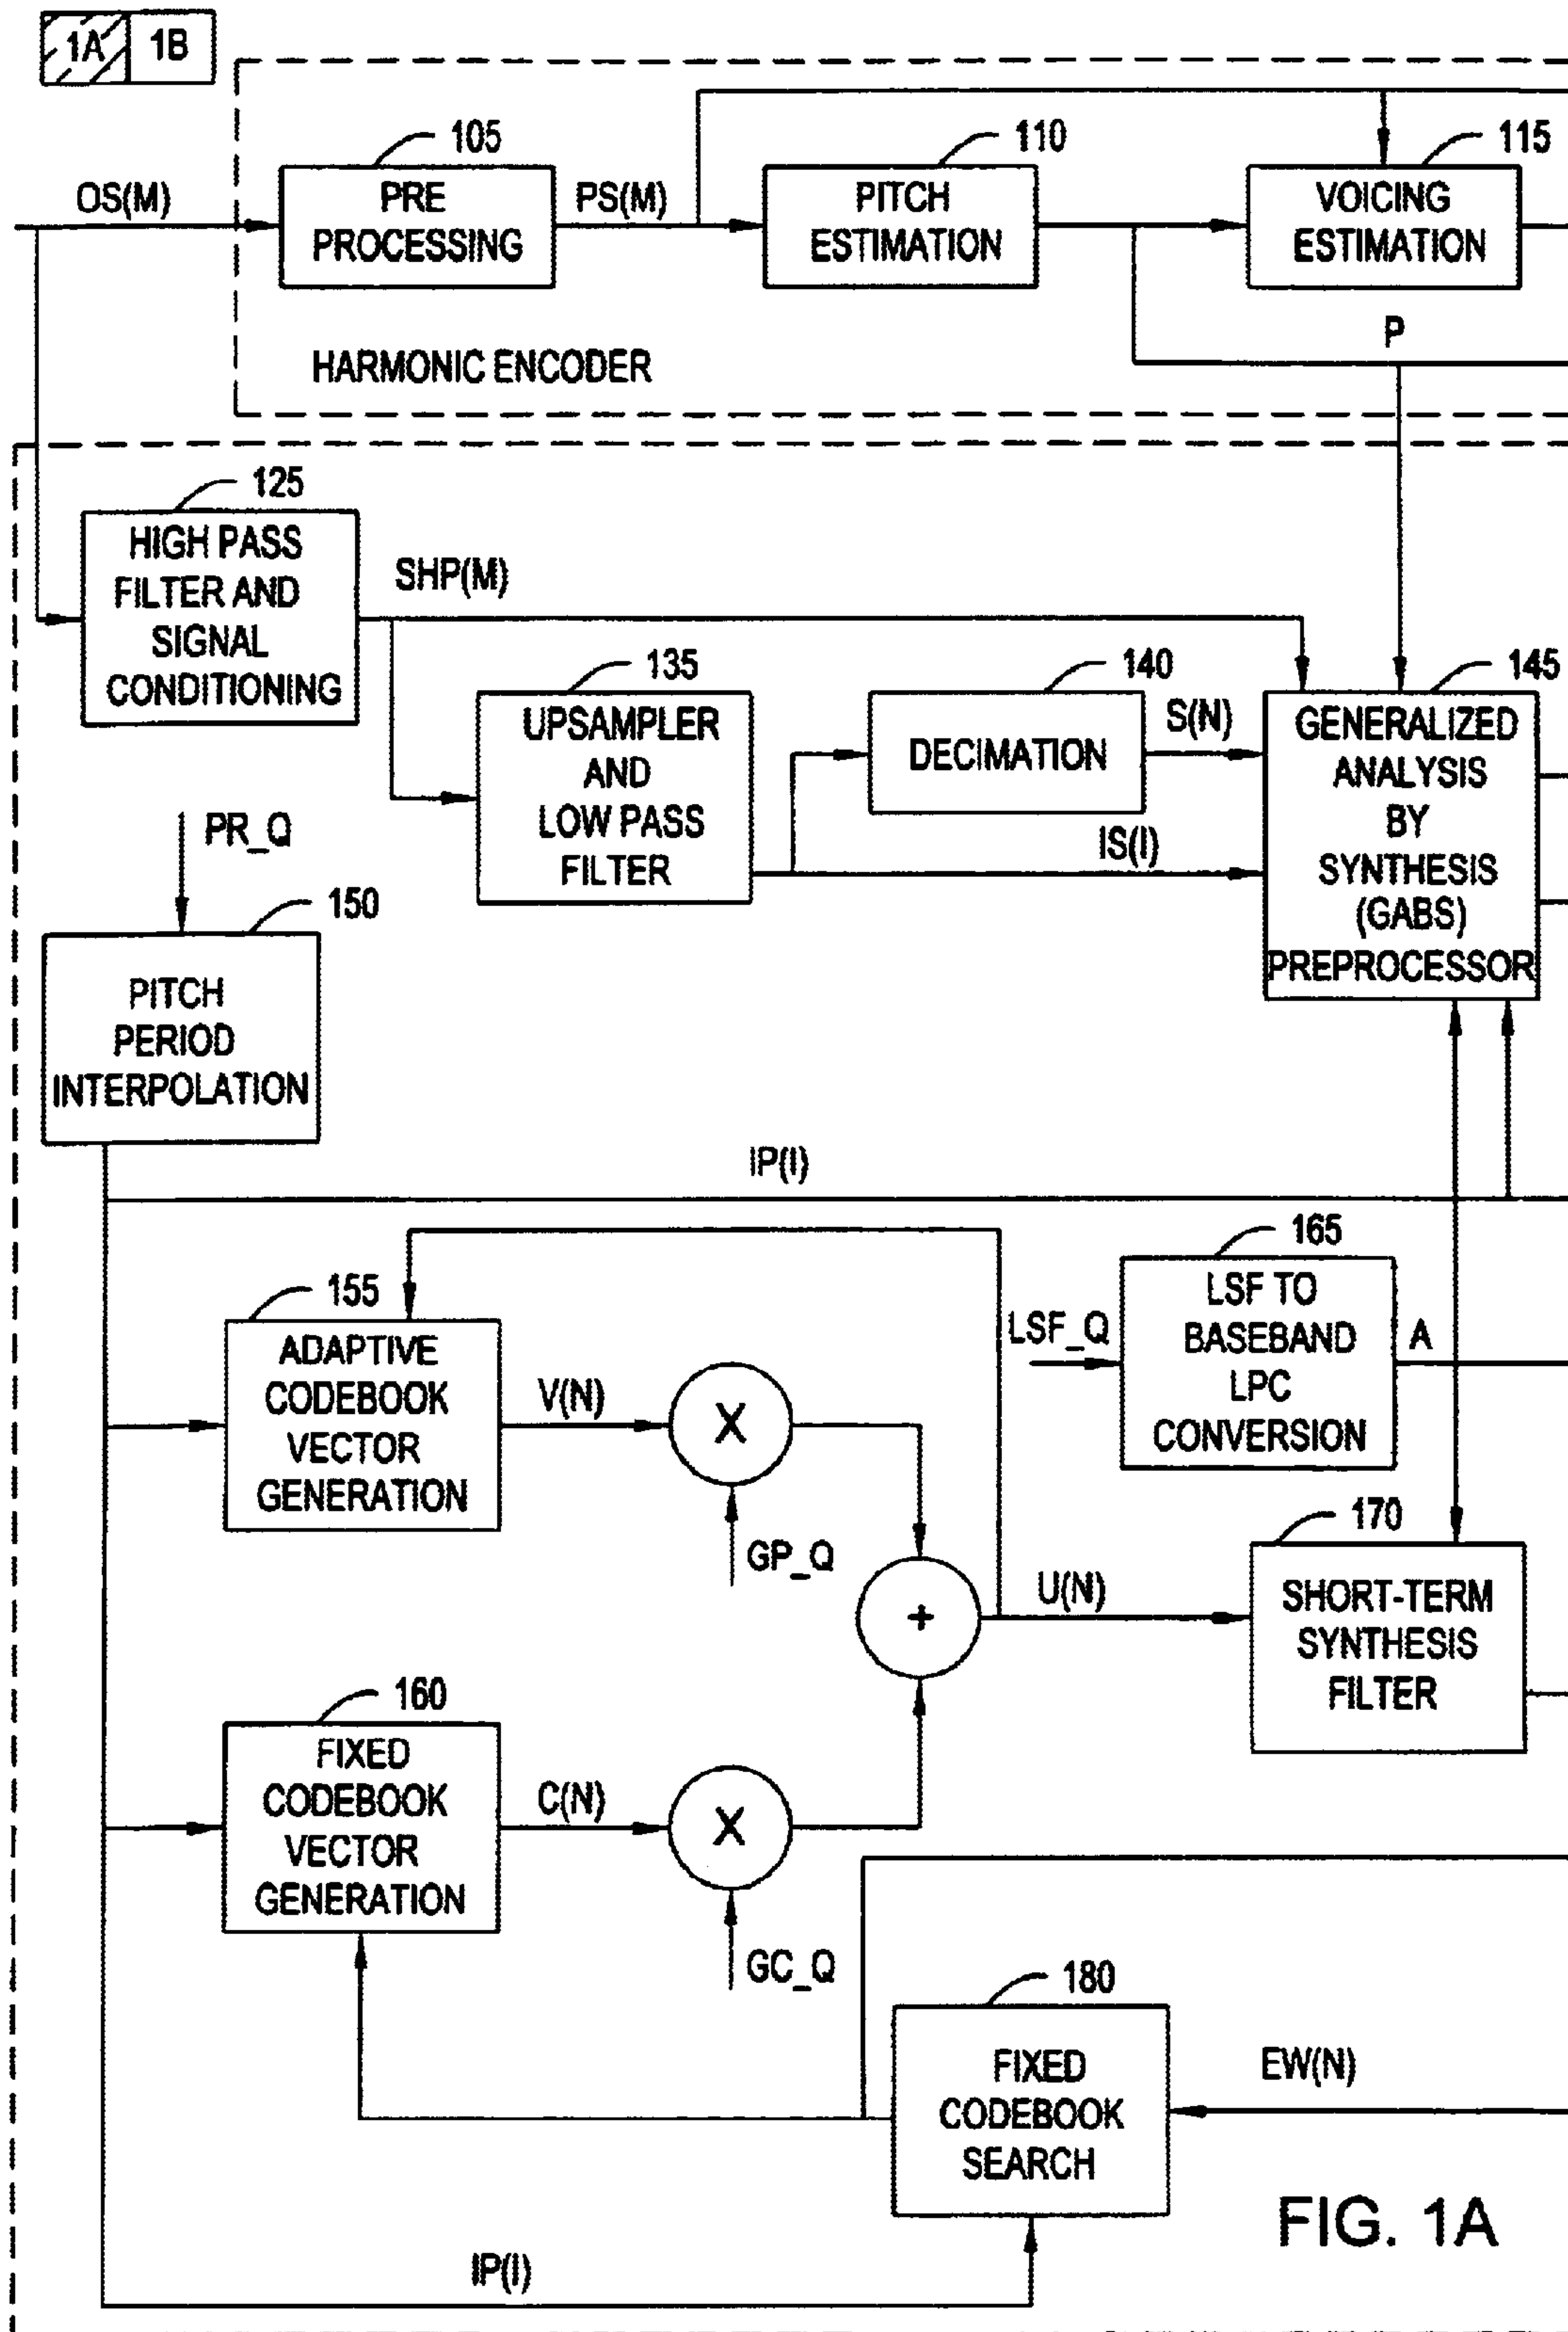 1A 1B
105
110
115
OS(M)
PRE
PROCESSING
PS(M)
PITCH
ESTIMATION
VOICING
ESTIMATION
P
HARMONIC ENCODER
125
HIGH PASS
FILTER AND
SIGNAL
CONDITIONING
SHP(M)
135
UPSAMPLER
AND
LOW PASS
FILTER
140
DECIMATION
S(N)
IS(I)
145
GENERALIZED
ANALYSIS
BY
SYNTHESIS
(GABS)
PREPROCESSOR
PR_Q
150
PITCH
PERIOD
INTERPOLATION
IP(I)
155
ADAPTIVE
CODEBOOK
VECTOR
GENERATION
V(N)
X
GP_Q
165
LSF_Q
LSF TO
BASEBAND
LPC
CONVERSION
A
+
U(N)
170
SHORT-TERM
SYNTHESIS
FILTER
160
FIXED
CODEBOOK
VECTOR
GENERATION
C(N)
X
GC_Q
180
FIXED
CODEBOOK
SEARCH
EW(N)
IP(I)
FIG. 1A